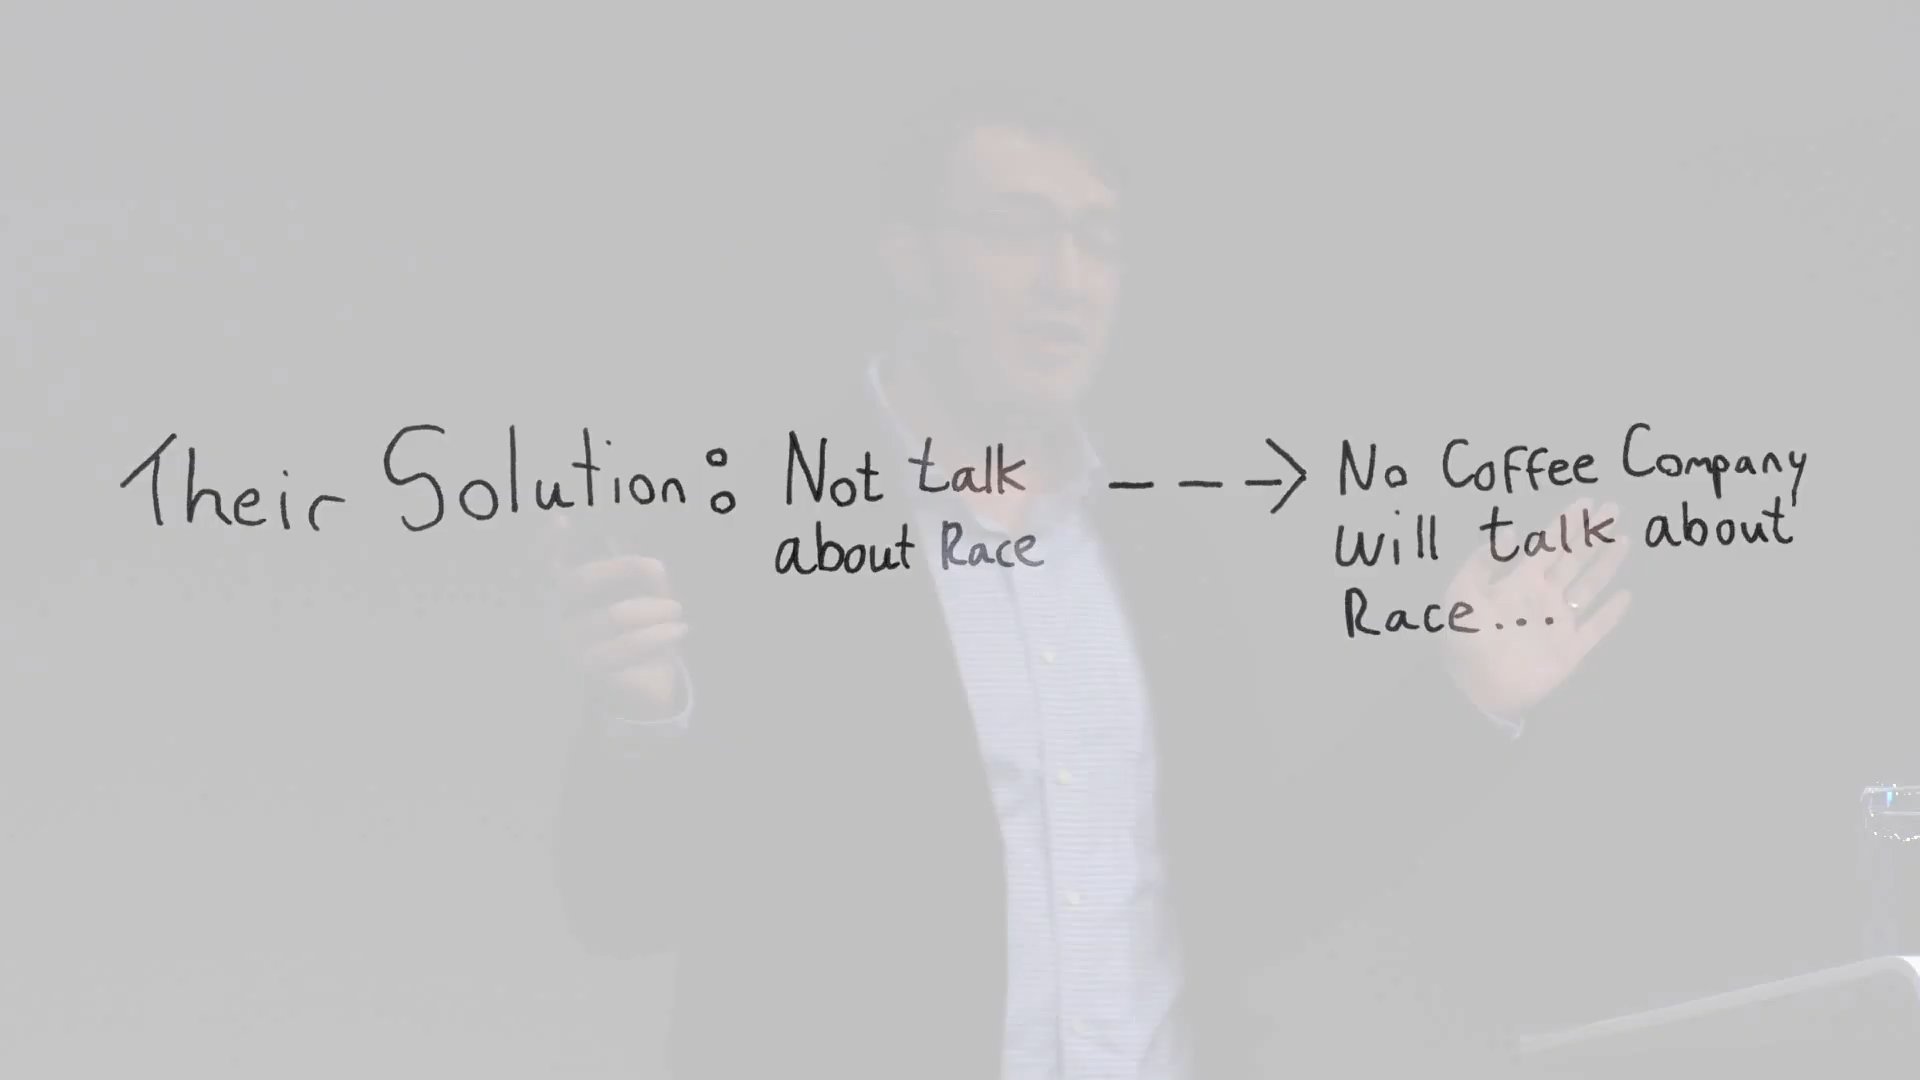 Their Solution: Not talk ---> No Coffee Company
about Race will talk about
Race...